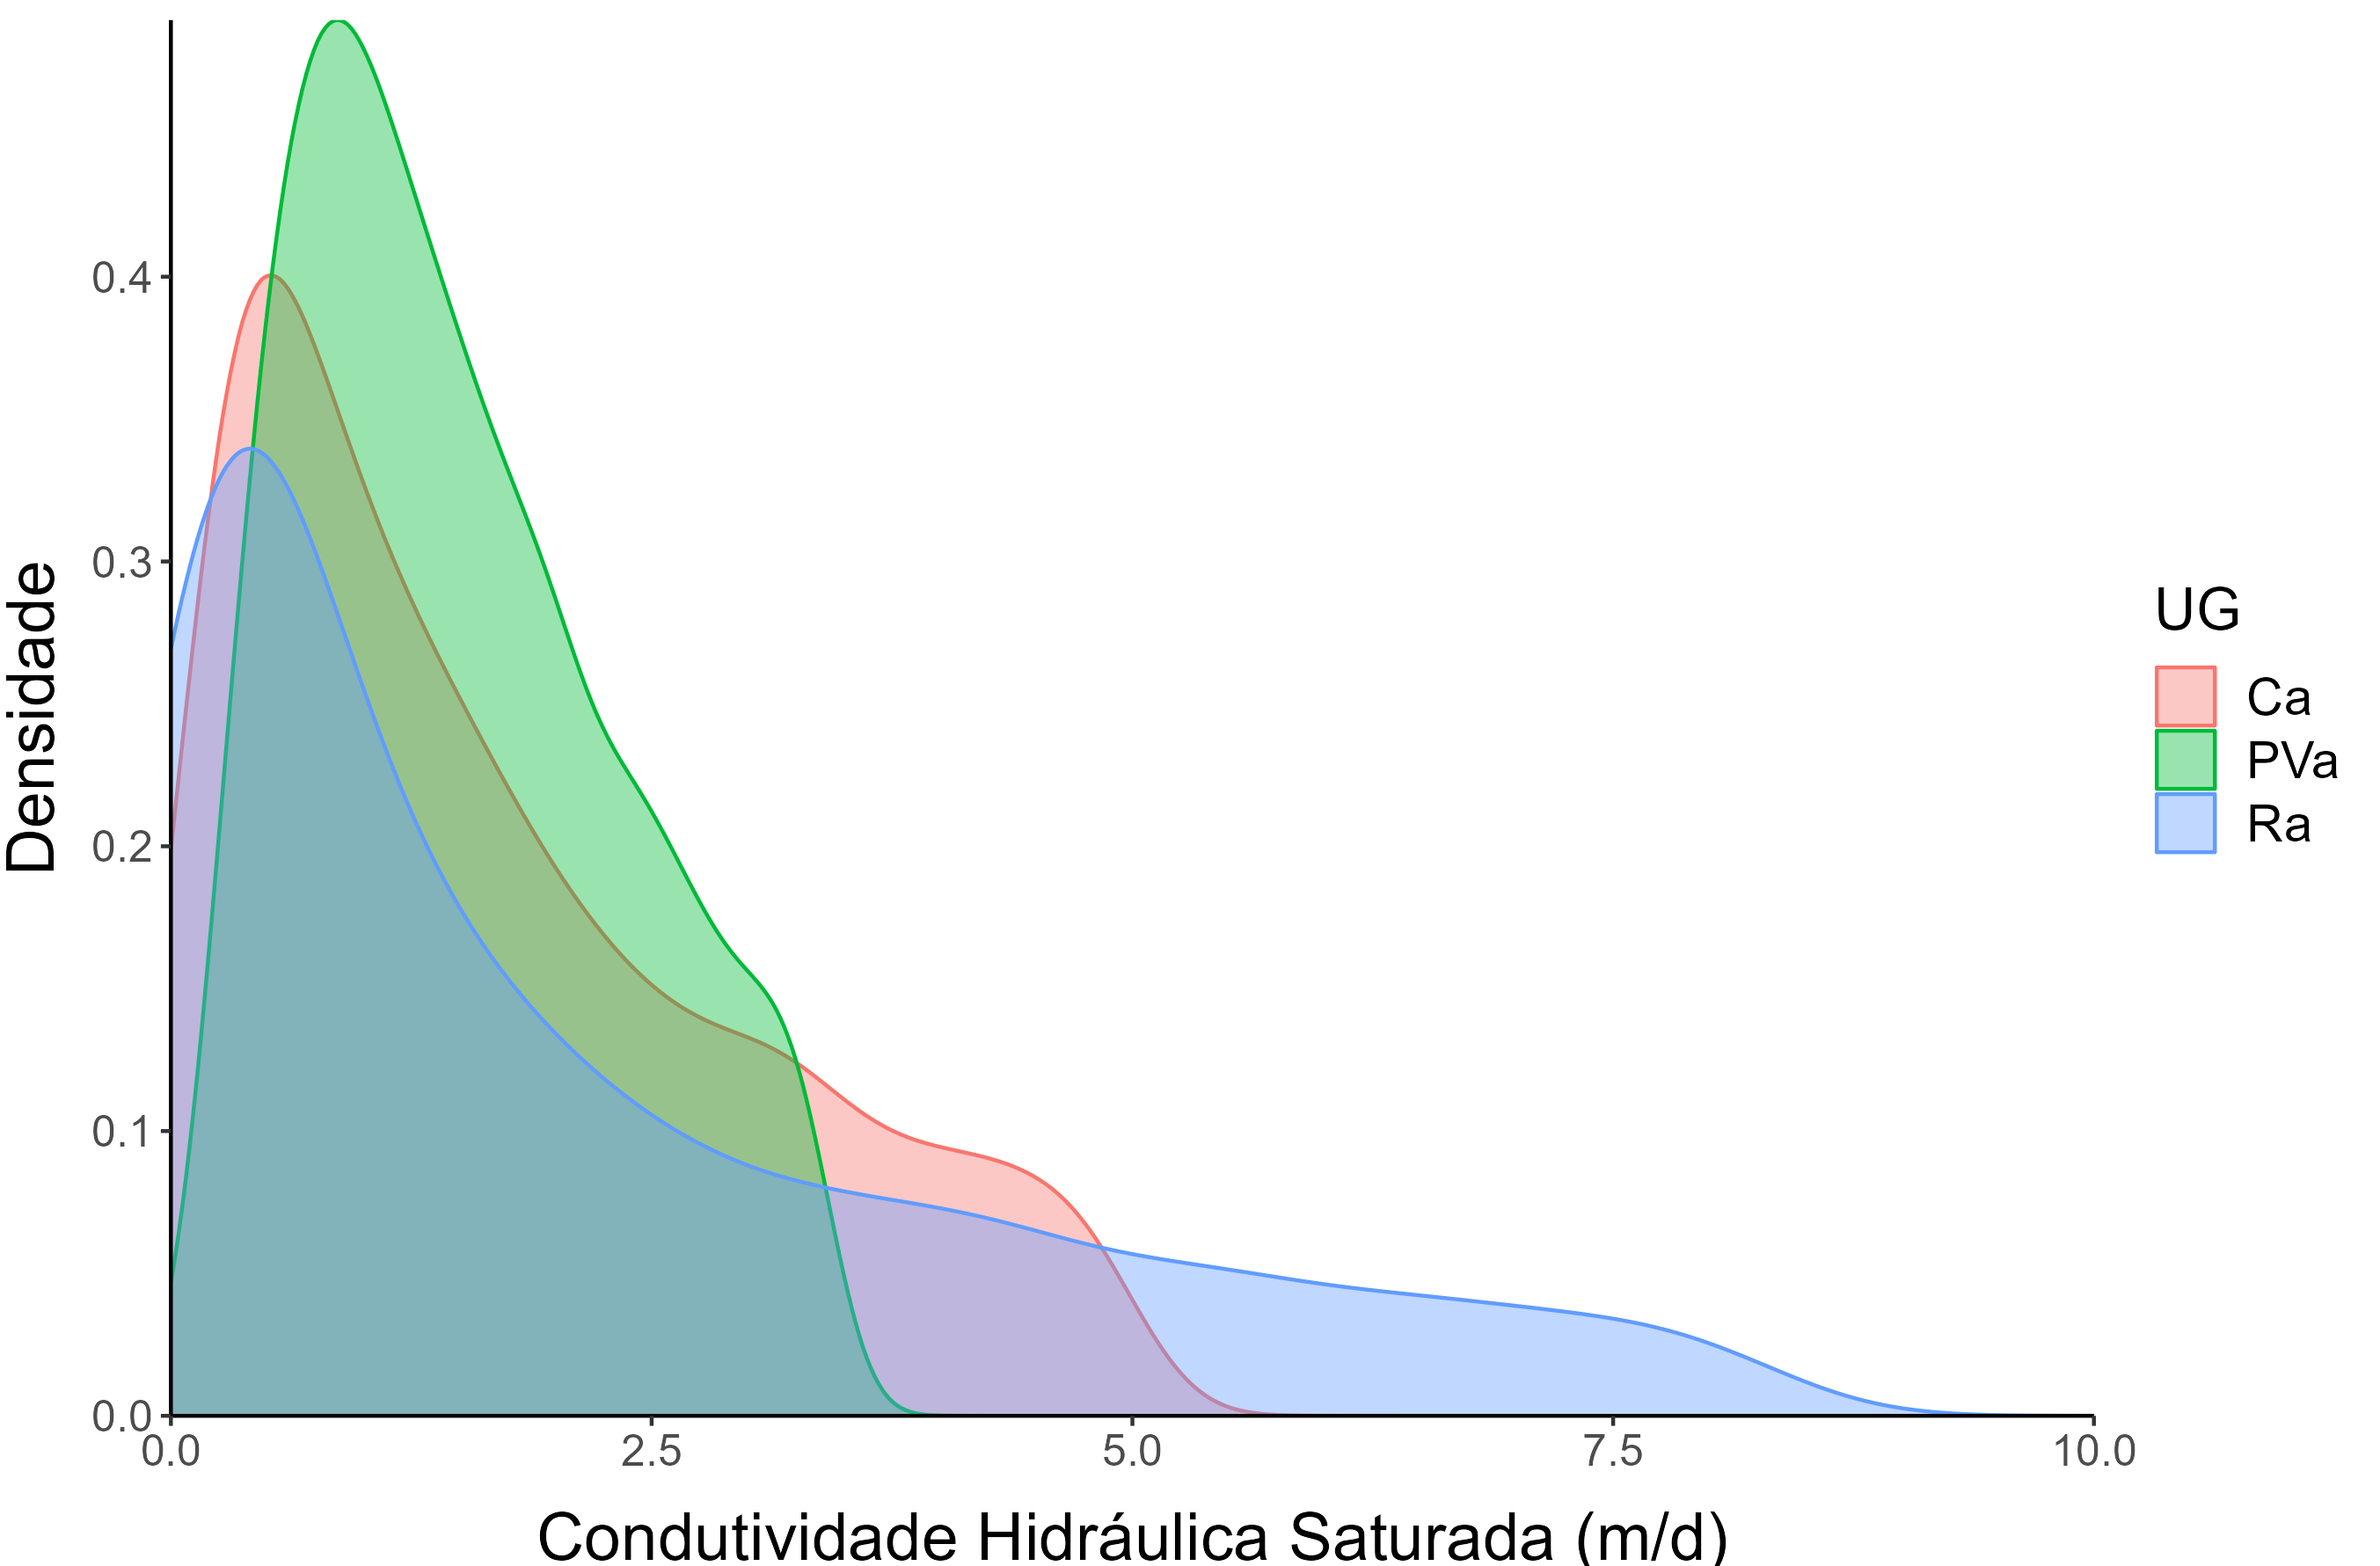 Densidade
0.4
0.3
0.2
0.1
0.0
0.0 2.5 5.0 7.5 10.0
Condutividade Hidráulica Saturada (m/d)
UG
Ca
PVa
Ra